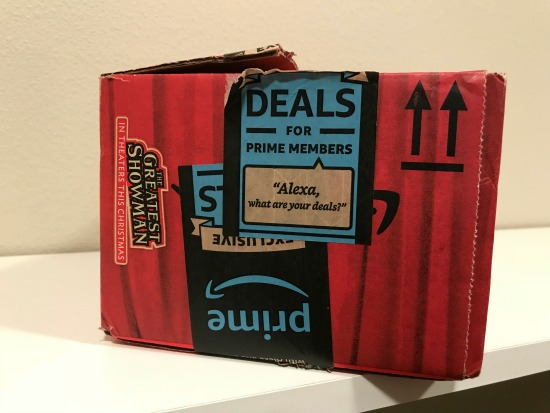 DEALS
FOR
PRIME MEMBERS
"Alexa,
what are your deals?"
THE
GREATEST
SHOWMAN
IN THEATERS THIS CHRISTMAS
EXCLUSIVE
prime